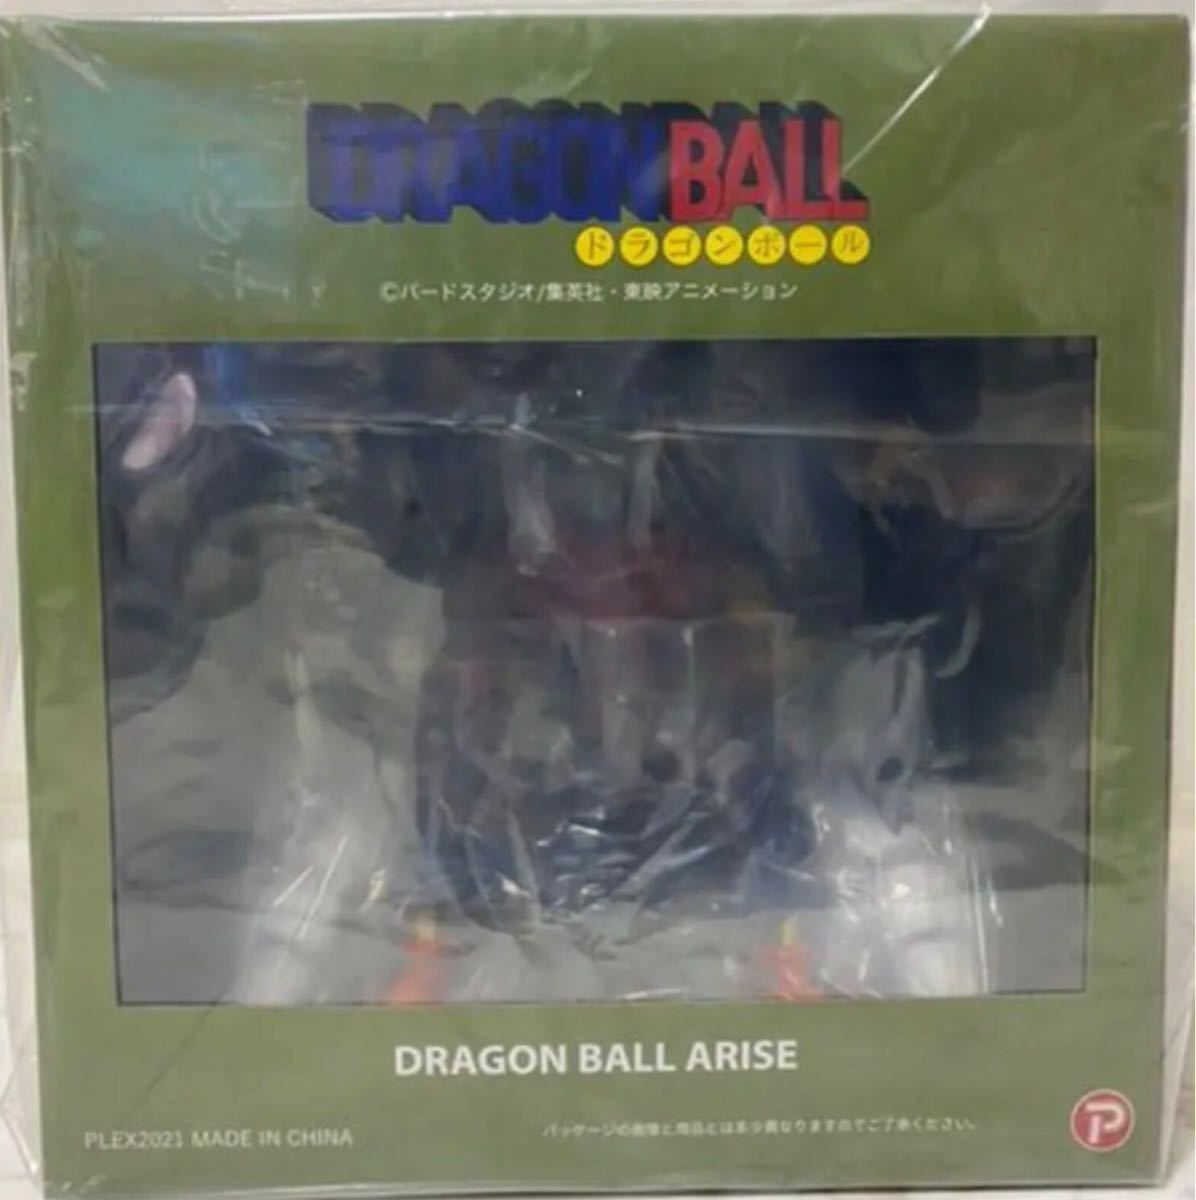 DRAGONBALL
ドラゴンボール
©バードスタジオ/集英社・東映アニメーション
DRAGON BALL ARISE
PLEX2021 MADE IN CHINA
パッケージの画像と商品とは多少異なりますのでご了承ください。
P